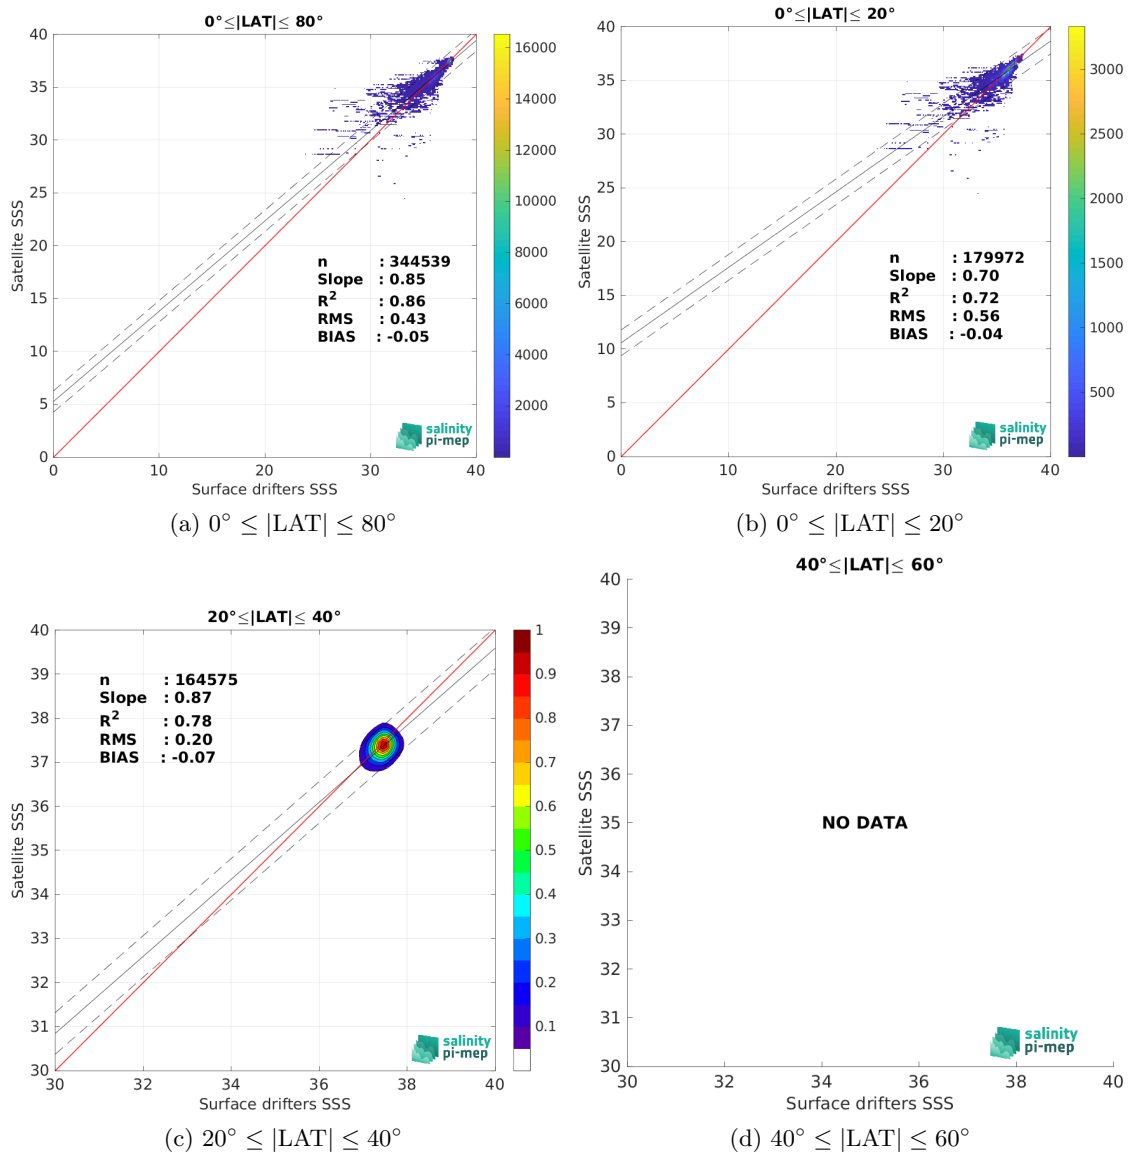 0°≤|LAT|≤ 80°
40
35
30
25
20
15
10
5
0
Satellite SSS
n : 344539
Slope : 0.85
R² : 0.86
RMS : 0.43
BIAS : -0.05
salinity
pi-mep
0 10 20 30 40
Surface drifters SSS
16000
14000
12000
10000
8000
6000
4000
2000
(a) 0° ≤ |LAT| ≤ 80°
0°≤|LAT|≤ 20°
40
35
30
25
20
15
10
5
0
Satellite SSS
n : 179972
Slope : 0.70
R² : 0.72
RMS : 0.56
BIAS : -0.04
salinity
pi-mep
0 10 20 30 40
Surface drifters SSS
3000
2500
2000
1500
1000
500
(b) 0° ≤ |LAT| ≤ 20°
20°≤|LAT|≤ 40°
40
39
38
37
36
35
34
33
32
31
30
Satellite SSS
n : 164575
Slope : 0.87
R² : 0.78
RMS : 0.20
BIAS : -0.07
salinity
pi-mep
30 32 34 36 38 40
Surface drifters SSS
1
0.9
0.8
0.7
0.6
0.5
0.4
0.3
0.2
0.1
(c) 20° ≤ |LAT| ≤ 40°
40°≤|LAT|≤ 60°
40
39
38
37
36
35
34
33
32
31
30
Satellite SSS
NO DATA
salinity
pi-mep
30 32 34 36 38 40
Surface drifters SSS
(d) 40° ≤ |LAT| ≤ 60°